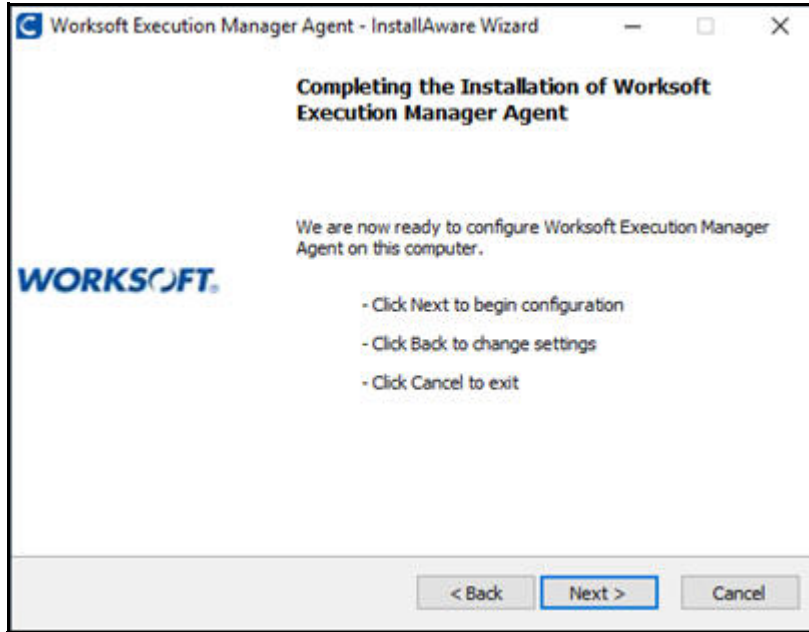 Worksoft Execution Manager Agent - InstallAware Wizard
Completing the Installation of Worksoft
Execution Manager Agent
We are now ready to configure Worksoft Execution Manager
Agent on this computer.
WORKSOFT®
- Click Next to begin configuration
- Click Back to change settings
- Click Cancel to exit
< Back
Next >
Cancel